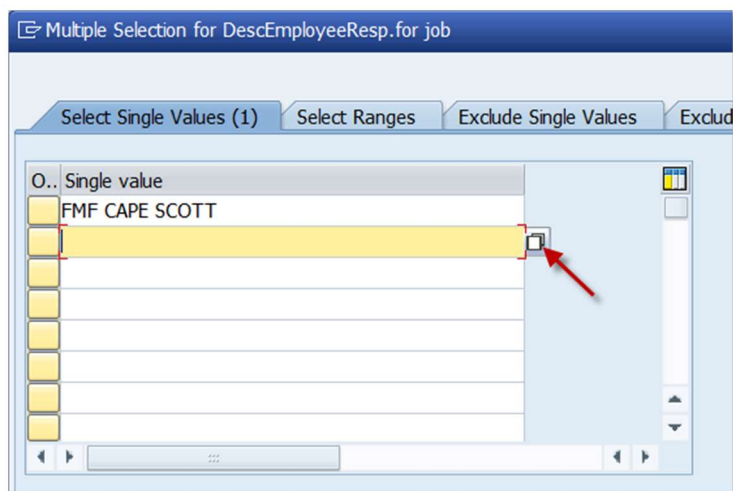 Multiple Selection for DescEmployeeResp.for job
Select Single Values (1) Select Ranges Exclude Single Values Exclud
O.. Single value
FMF CAPE SCOTT